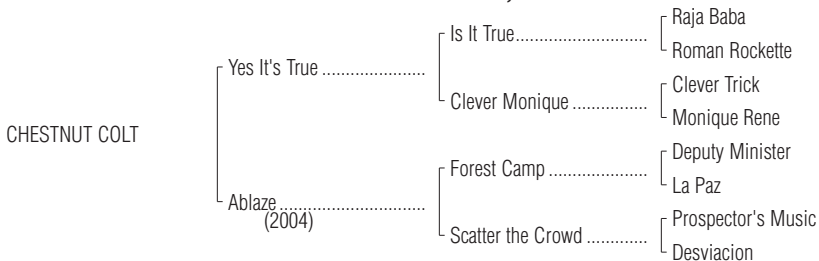 Raja Baba
Is It True..........................
Roman Rockette
Yes It's True ......................
Clever Trick
Clever Monique ................
Monique Rene
CHESTNUT COLT
Deputy Minister
Forest Camp .....................
La Paz
Ablaze...............................
(2004)
Prospector's Music
Scatter the Crowd .............
Desviacion